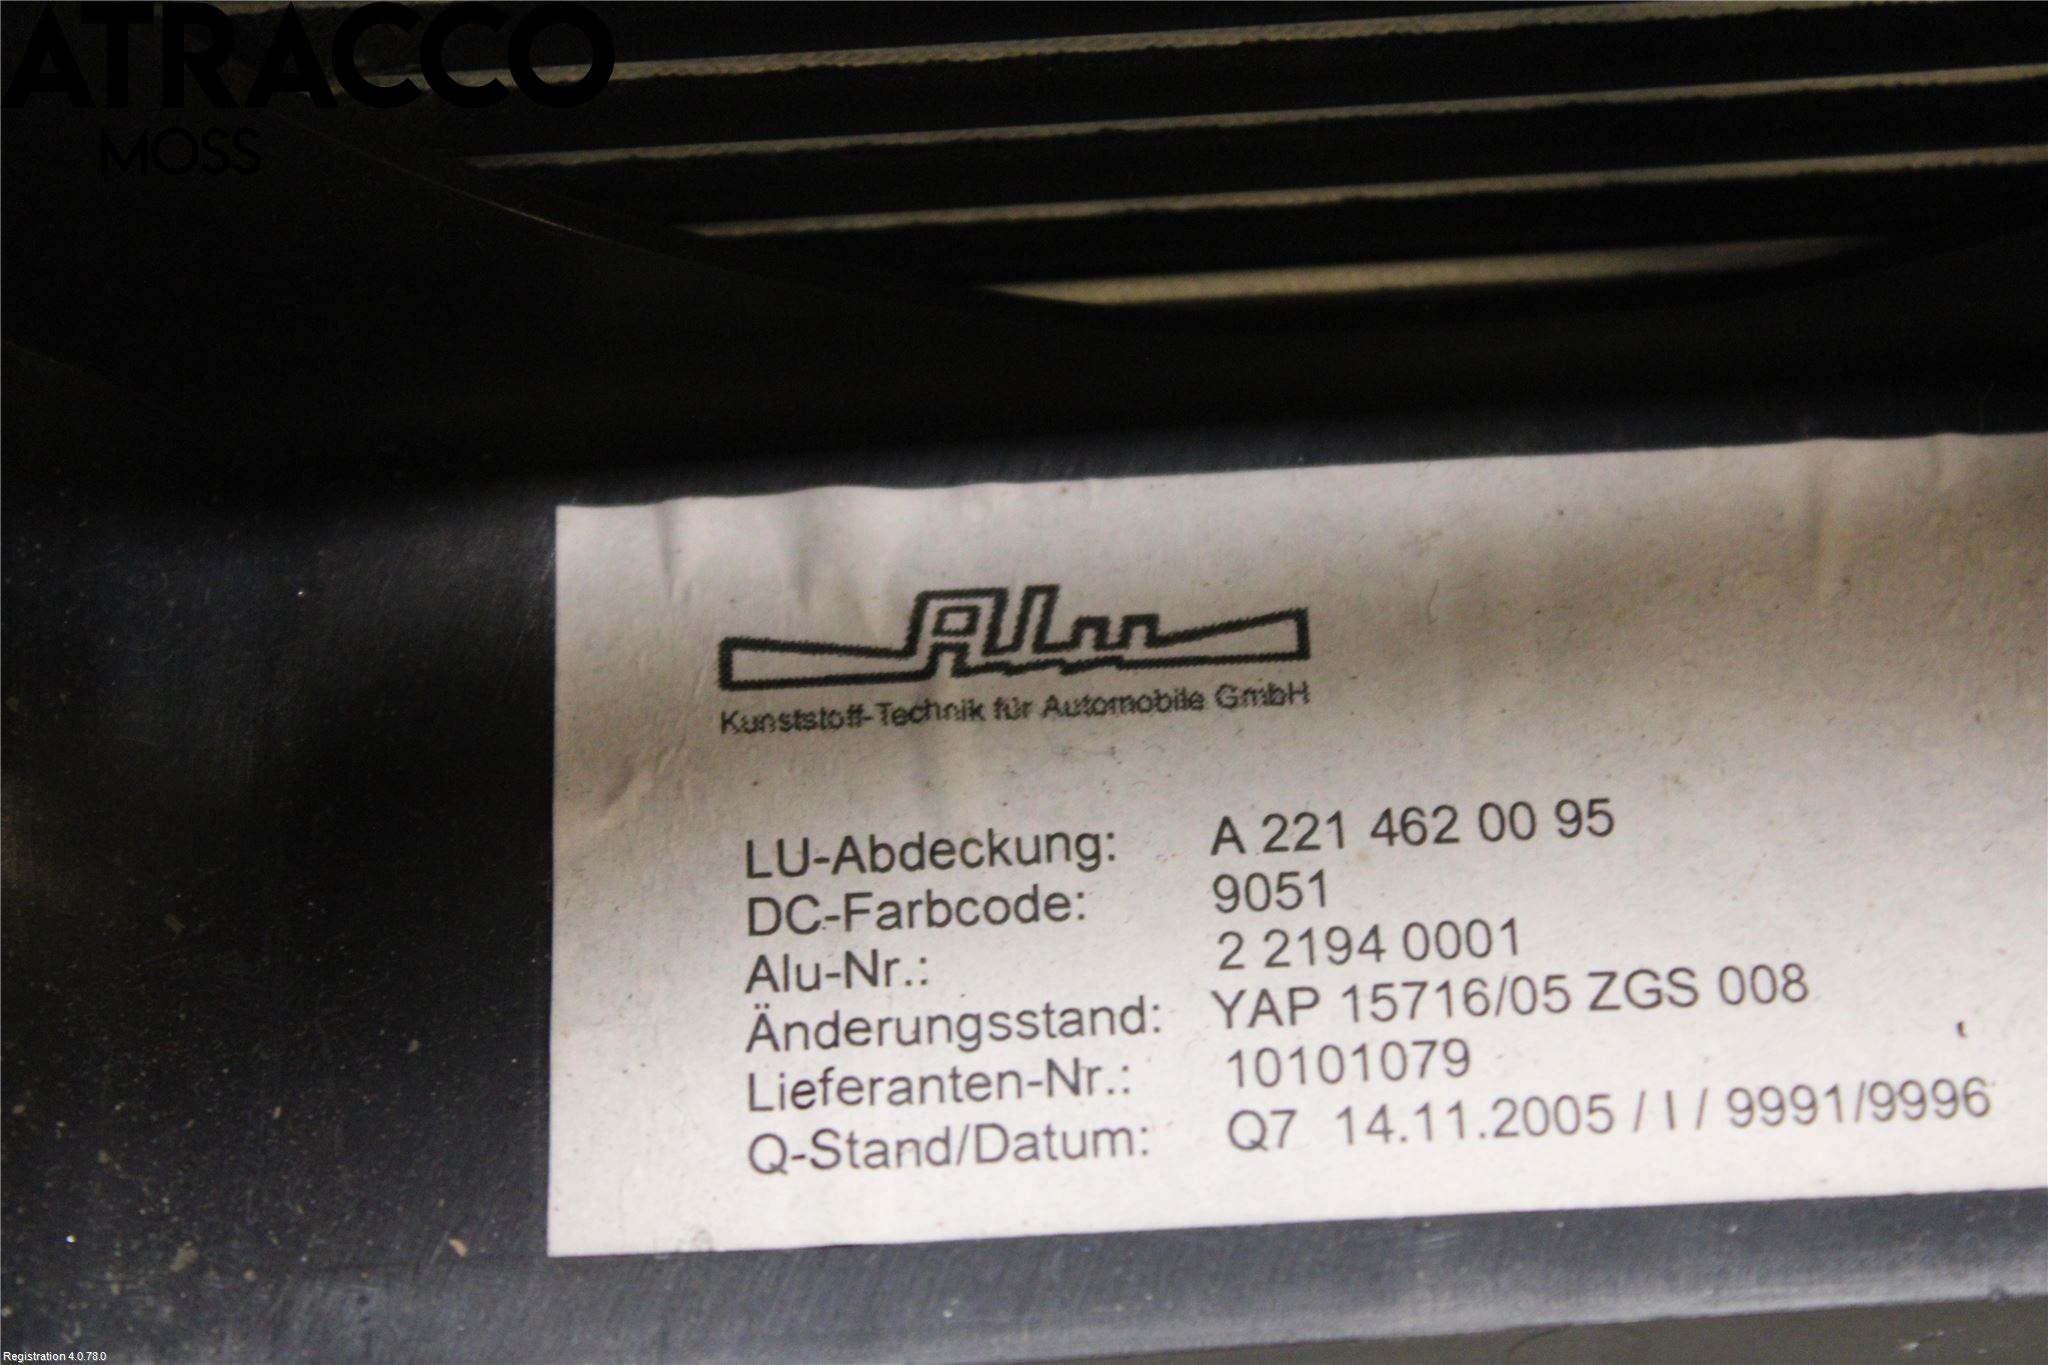 ATRACCO
MOSS
Alu
Kunststoff-Technik für Automobile GmbH
LU-Abdeckung: A 221 462 00 95
DC-Farbcode: 9051
Alu-Nr.: 2 2194 0001
Änderungsstand: YAP 15716/05 ZGS 008
Lieferanten-Nr.: 10101079
Q-Stand/Datum: Q7 14.11.2005 / I / 9991/9996
Registration 4.0.78.0